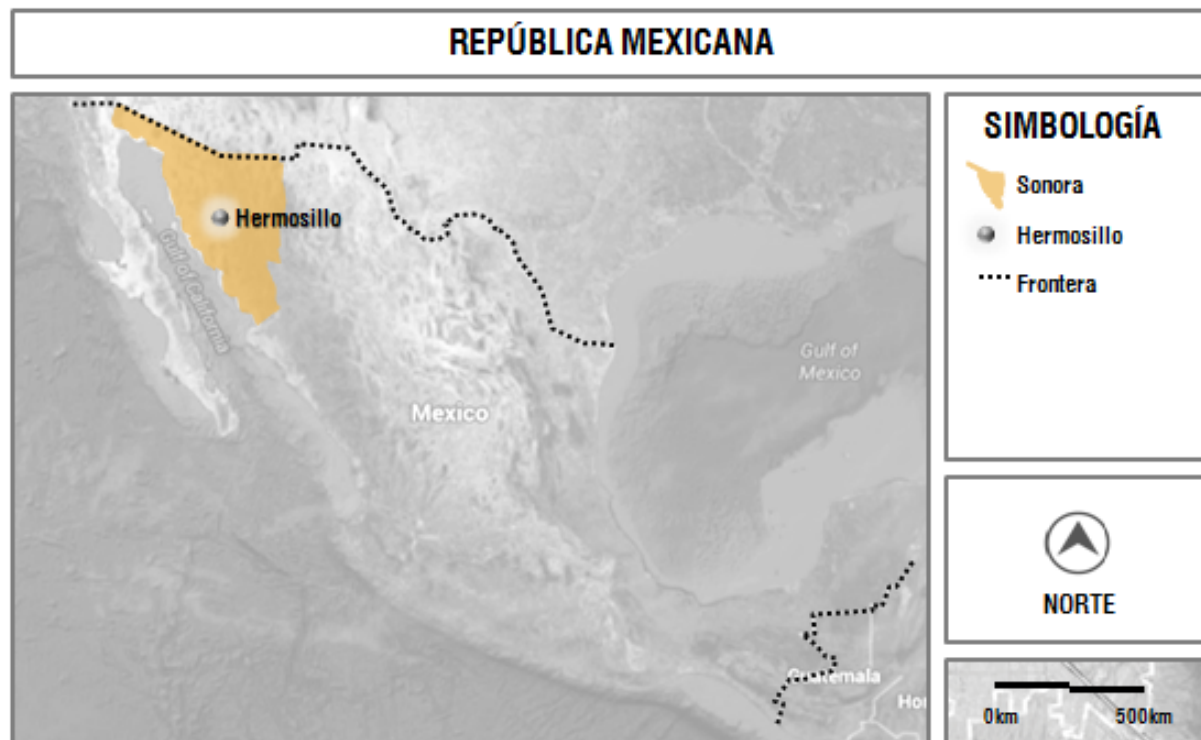 REPÚBLICA MEXICANA
Hermosillo
Gulf of California
Gulf of
Mexico
Mexico
Guatemala
SIMBOLOGÍA
Sonora
Hermosillo
Frontera
NORTE
0km 500km